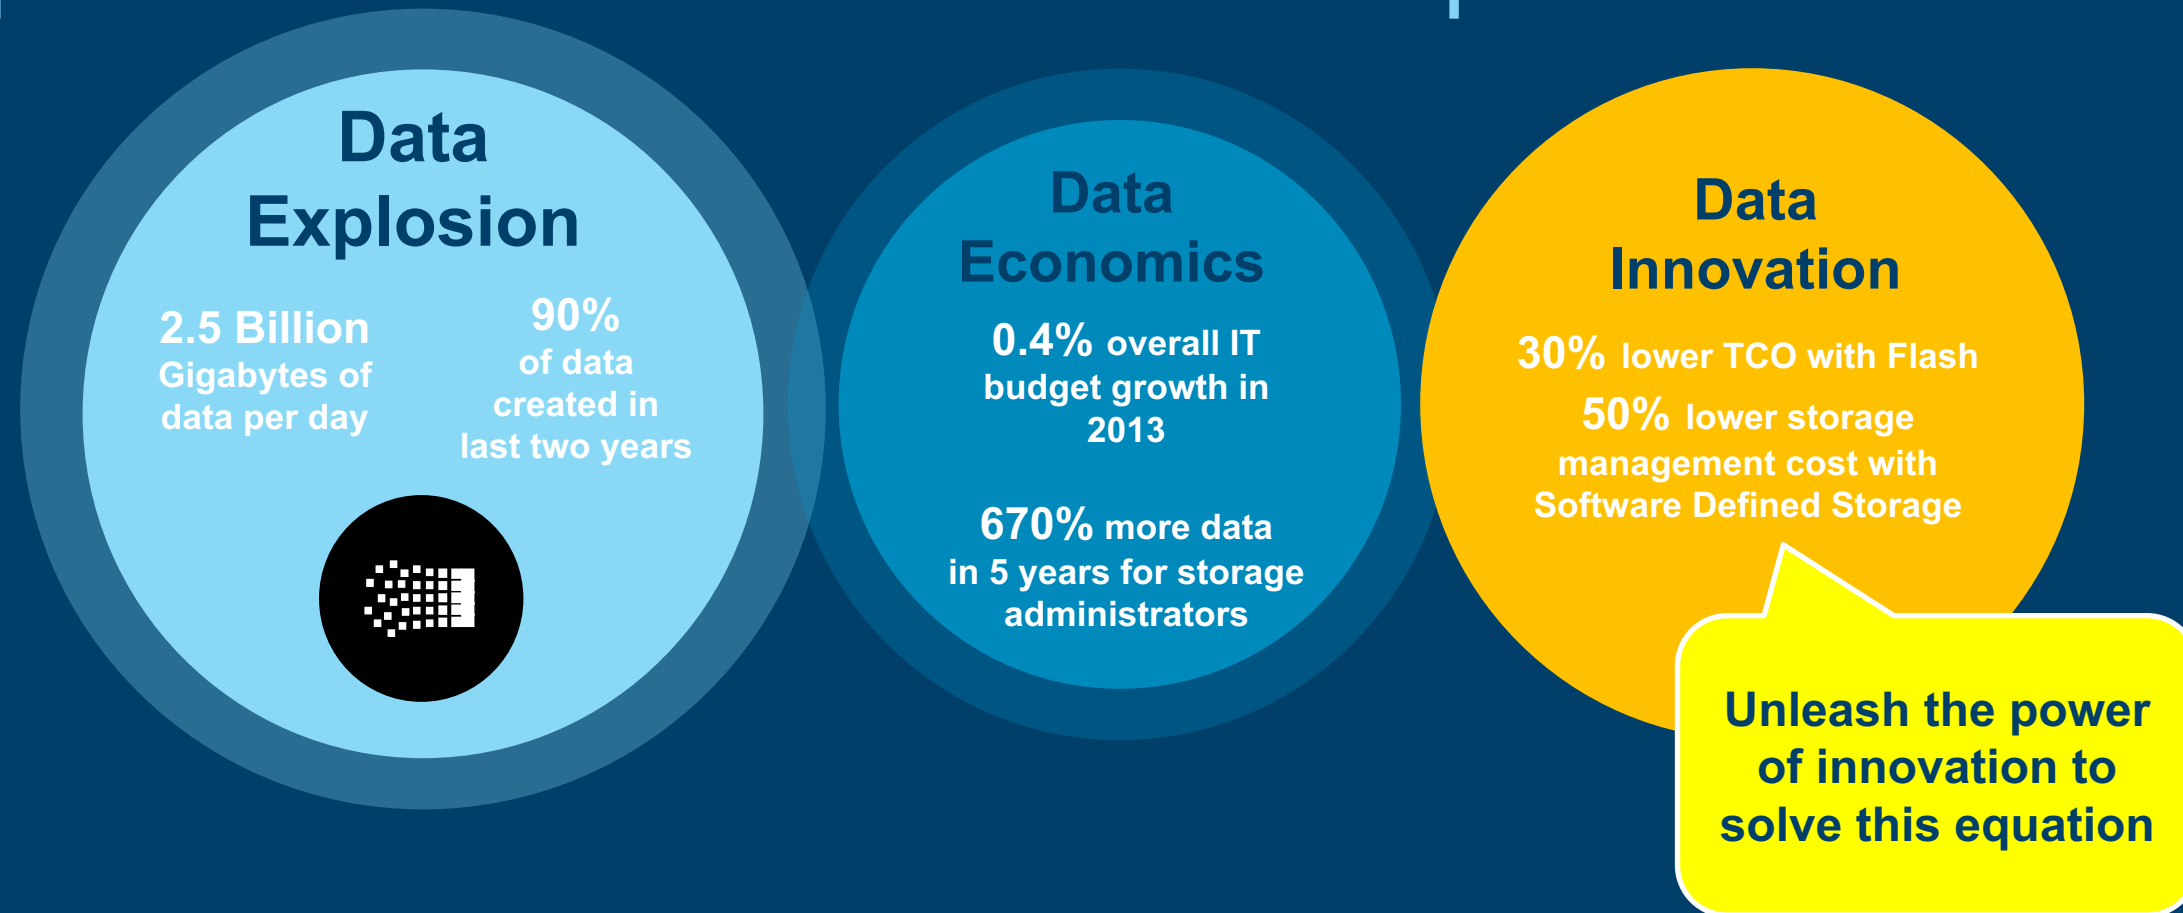 Data
Explosion
2.5 Billion
Gigabytes of
data per day
90%
of data
created in
last two years
Data
Economics
0.4% overall IT
budget growth in
2013
670% more data
in 5 years for storage
administrators
Data
Innovation
30% lower TCO with Flash
50% lower storage
management cost with
Software Defined Storage
Unleash the power
of innovation to
solve this equation